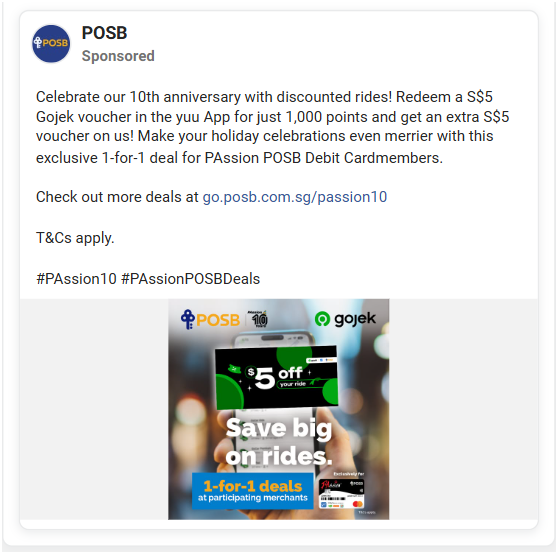 POSB
POSB
Sponsored
Celebrate our 10th anniversary with discounted rides! Redeem a S$5
Gojek voucher in the yuu App for just 1,000 points and get an extra S$5
voucher on us! Make your holiday celebrations even merrier with this
exclusive 1-for-1 deal for PAssion POSB Debit Cardmembers.
Check out more deals at go.posb.com.sg/passion10
T&Cs apply.
#PAssion10 #PAssionPOSBDeals
POSB
10
gojek
$5 off
your ride
Save big
on rides.
1-for-1 deals
at participating merchants
Exclusively for
POSB